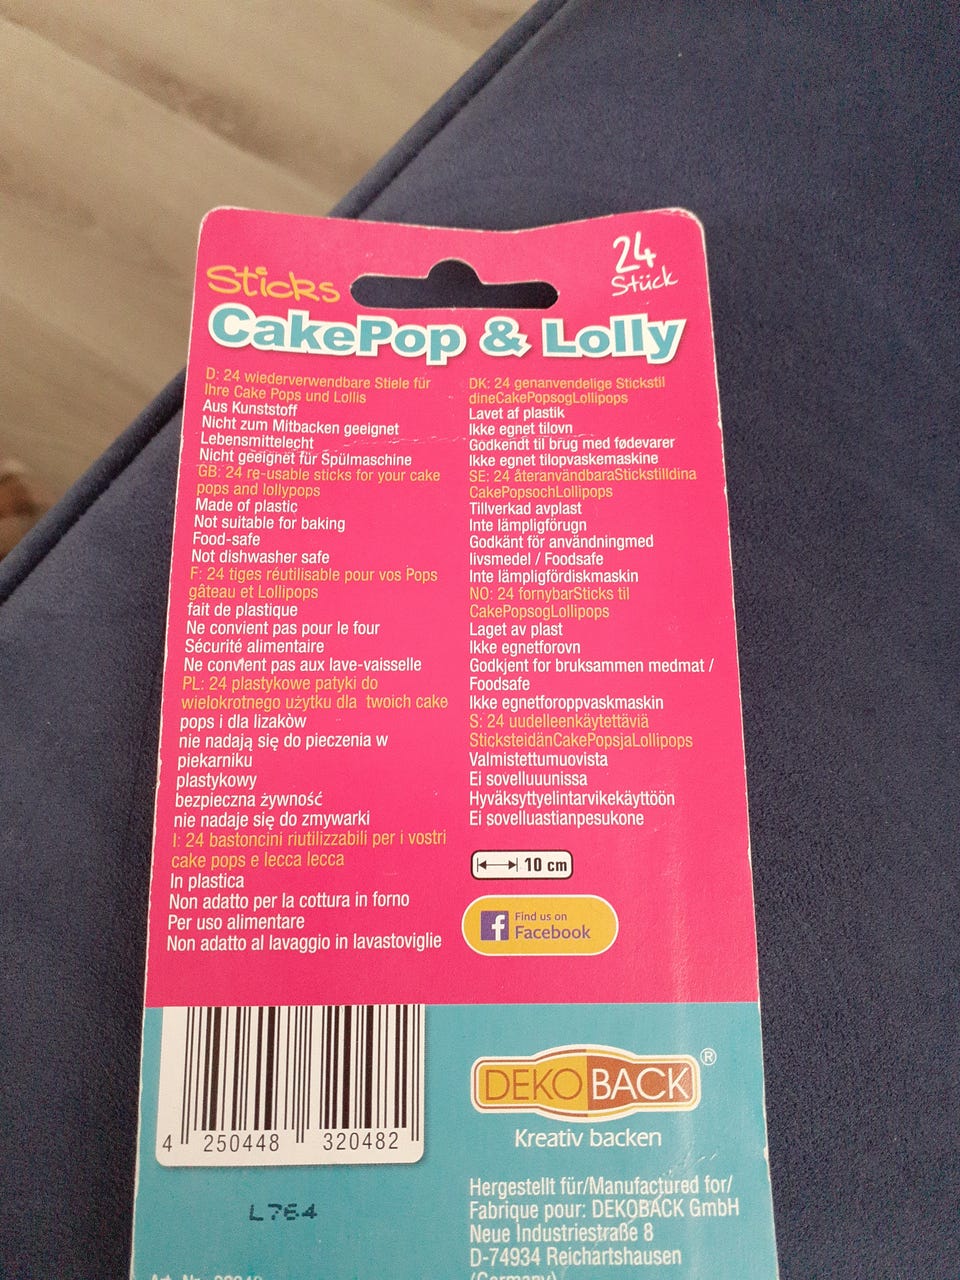 Sticks
24
Stück
CakePop & Lolly
D: 24 wiederverwendbare Stiele für
Ihre Cake Pops und Lollis
Aus Kunststoff
Nicht zum Mitbacken geeignet
Lebensmittelecht
Nicht geeignet für Spülmaschine
GB: 24 re-usable sticks for your cake
pops and lollypops
Made of plastic
Not suitable for baking
Food-safe
Not dishwasher safe
F: 24 tiges réutilisable pour vos Pops
gâteau et Lollipops
fait de plastique
Ne convient pas pour le four
Sécurité alimentaire
Ne convient pas aux lave-vaisselle
PL: 24 plastykowe patyki do
wielokrotnego użytku dla twoich cake
pops i dla lizaków
nie nadają się do pieczenia w
piekarniku
plastykowy
bezpieczna żywność
nie nadaje się do zmywarki
I: 24 bastoncini riutilizzabili per i vostri
cake pops e lecca lecca
In plastica
Non adatto per la cottura in forno
Per uso alimentare
Non adatto al lavaggio in lavastoviglie
DK: 24 genanvendelige Stickstil
dineCakePopsogLollipops
Lavet af plastik
Ikke egnet tilovn
Godkendt til brug med fødevarer
Ikke egnet tilopvaskemaskine
SE: 24 återanvändbaraStickstilldina
CakePopsochLollipops
Tillverkad avplast
Inte lämpligförugn
Godkänt för användningmed
livsmedel / Foodsafe
Inte lämpligfördiskmaskin
NO: 24 fornybarSticks til
CakePopsogLollipops
Laget av plast
Ikke egnetforovn
Godkjent for bruksammen medmat /
Foodsafe
Ikke egnetforoppvaskmaskin
S: 24 uudelleenkäytettäviä
SticksteidänCakePopsjaLollipops
Valmistettumuovista
Ei sovelluuunissa
Hyväksyttyelintarvikekäyttöön
Ei sovelluastianpesukone
10 cm
Find us on
Facebook
4 250448 320482
L764
DEKO BACK ®
Kreativ backen
Hergestellt für/Manufactured for/
Fabrique pour: DEKOBACK GmbH
Neue Industriestraße 8
D-74934 Reichartshausen
(Germany)
Art.-Nr.